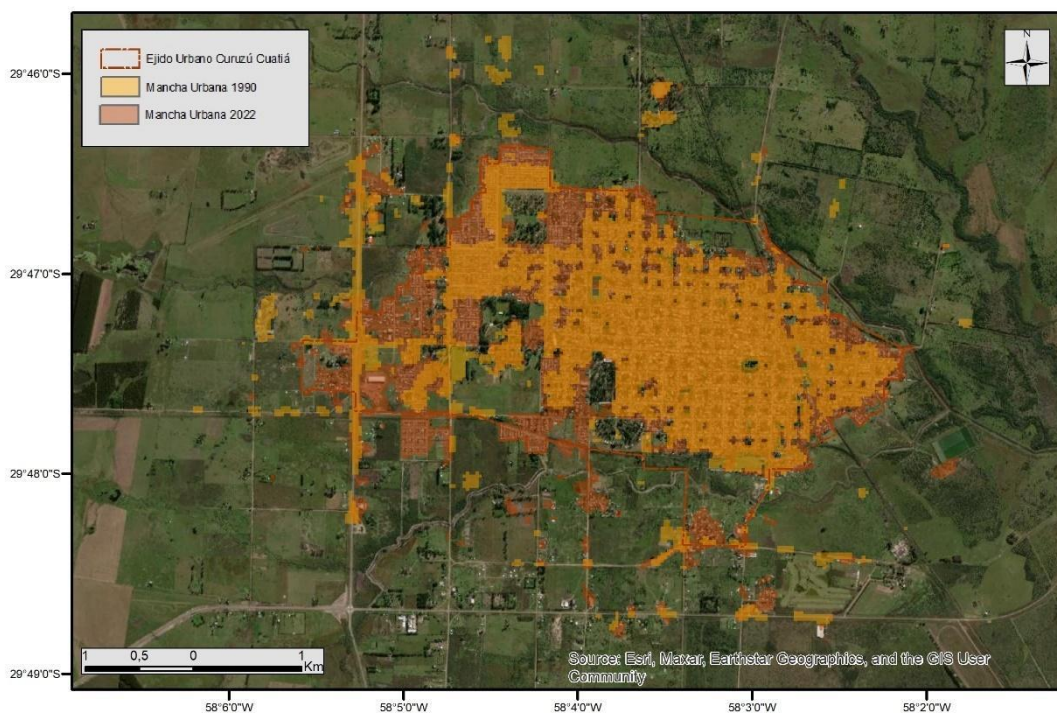 Ejido Urbano Curuzú Cuatiá
Mancha Urbana 1990
Mancha Urbana 2022
N
29°46'0"S
29°47'0"S
29°48'0"S
29°49'0"S
1 0,5 0 1
Km
Source: Esri, Maxar, Earthstar Geographics, and the GIS User
Community
58°6'0"W 58°5'0"W 58°4'0"W 58°3'0"W 58°2'0"W